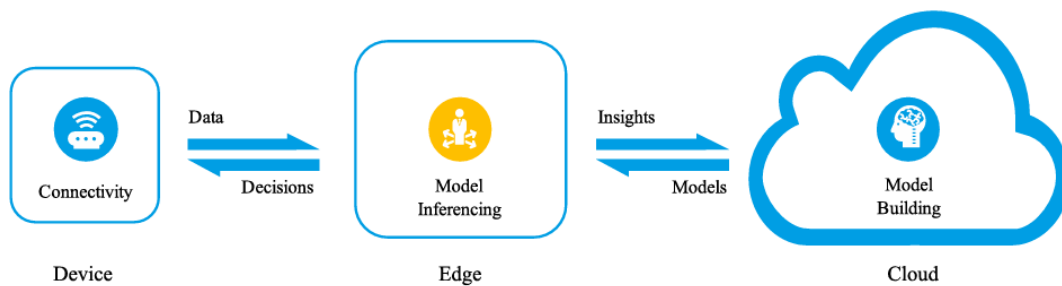 Data
Decisions
Connectivity
Device
Model
Inferencing
Edge
Insights
Models
Model
Building
Cloud